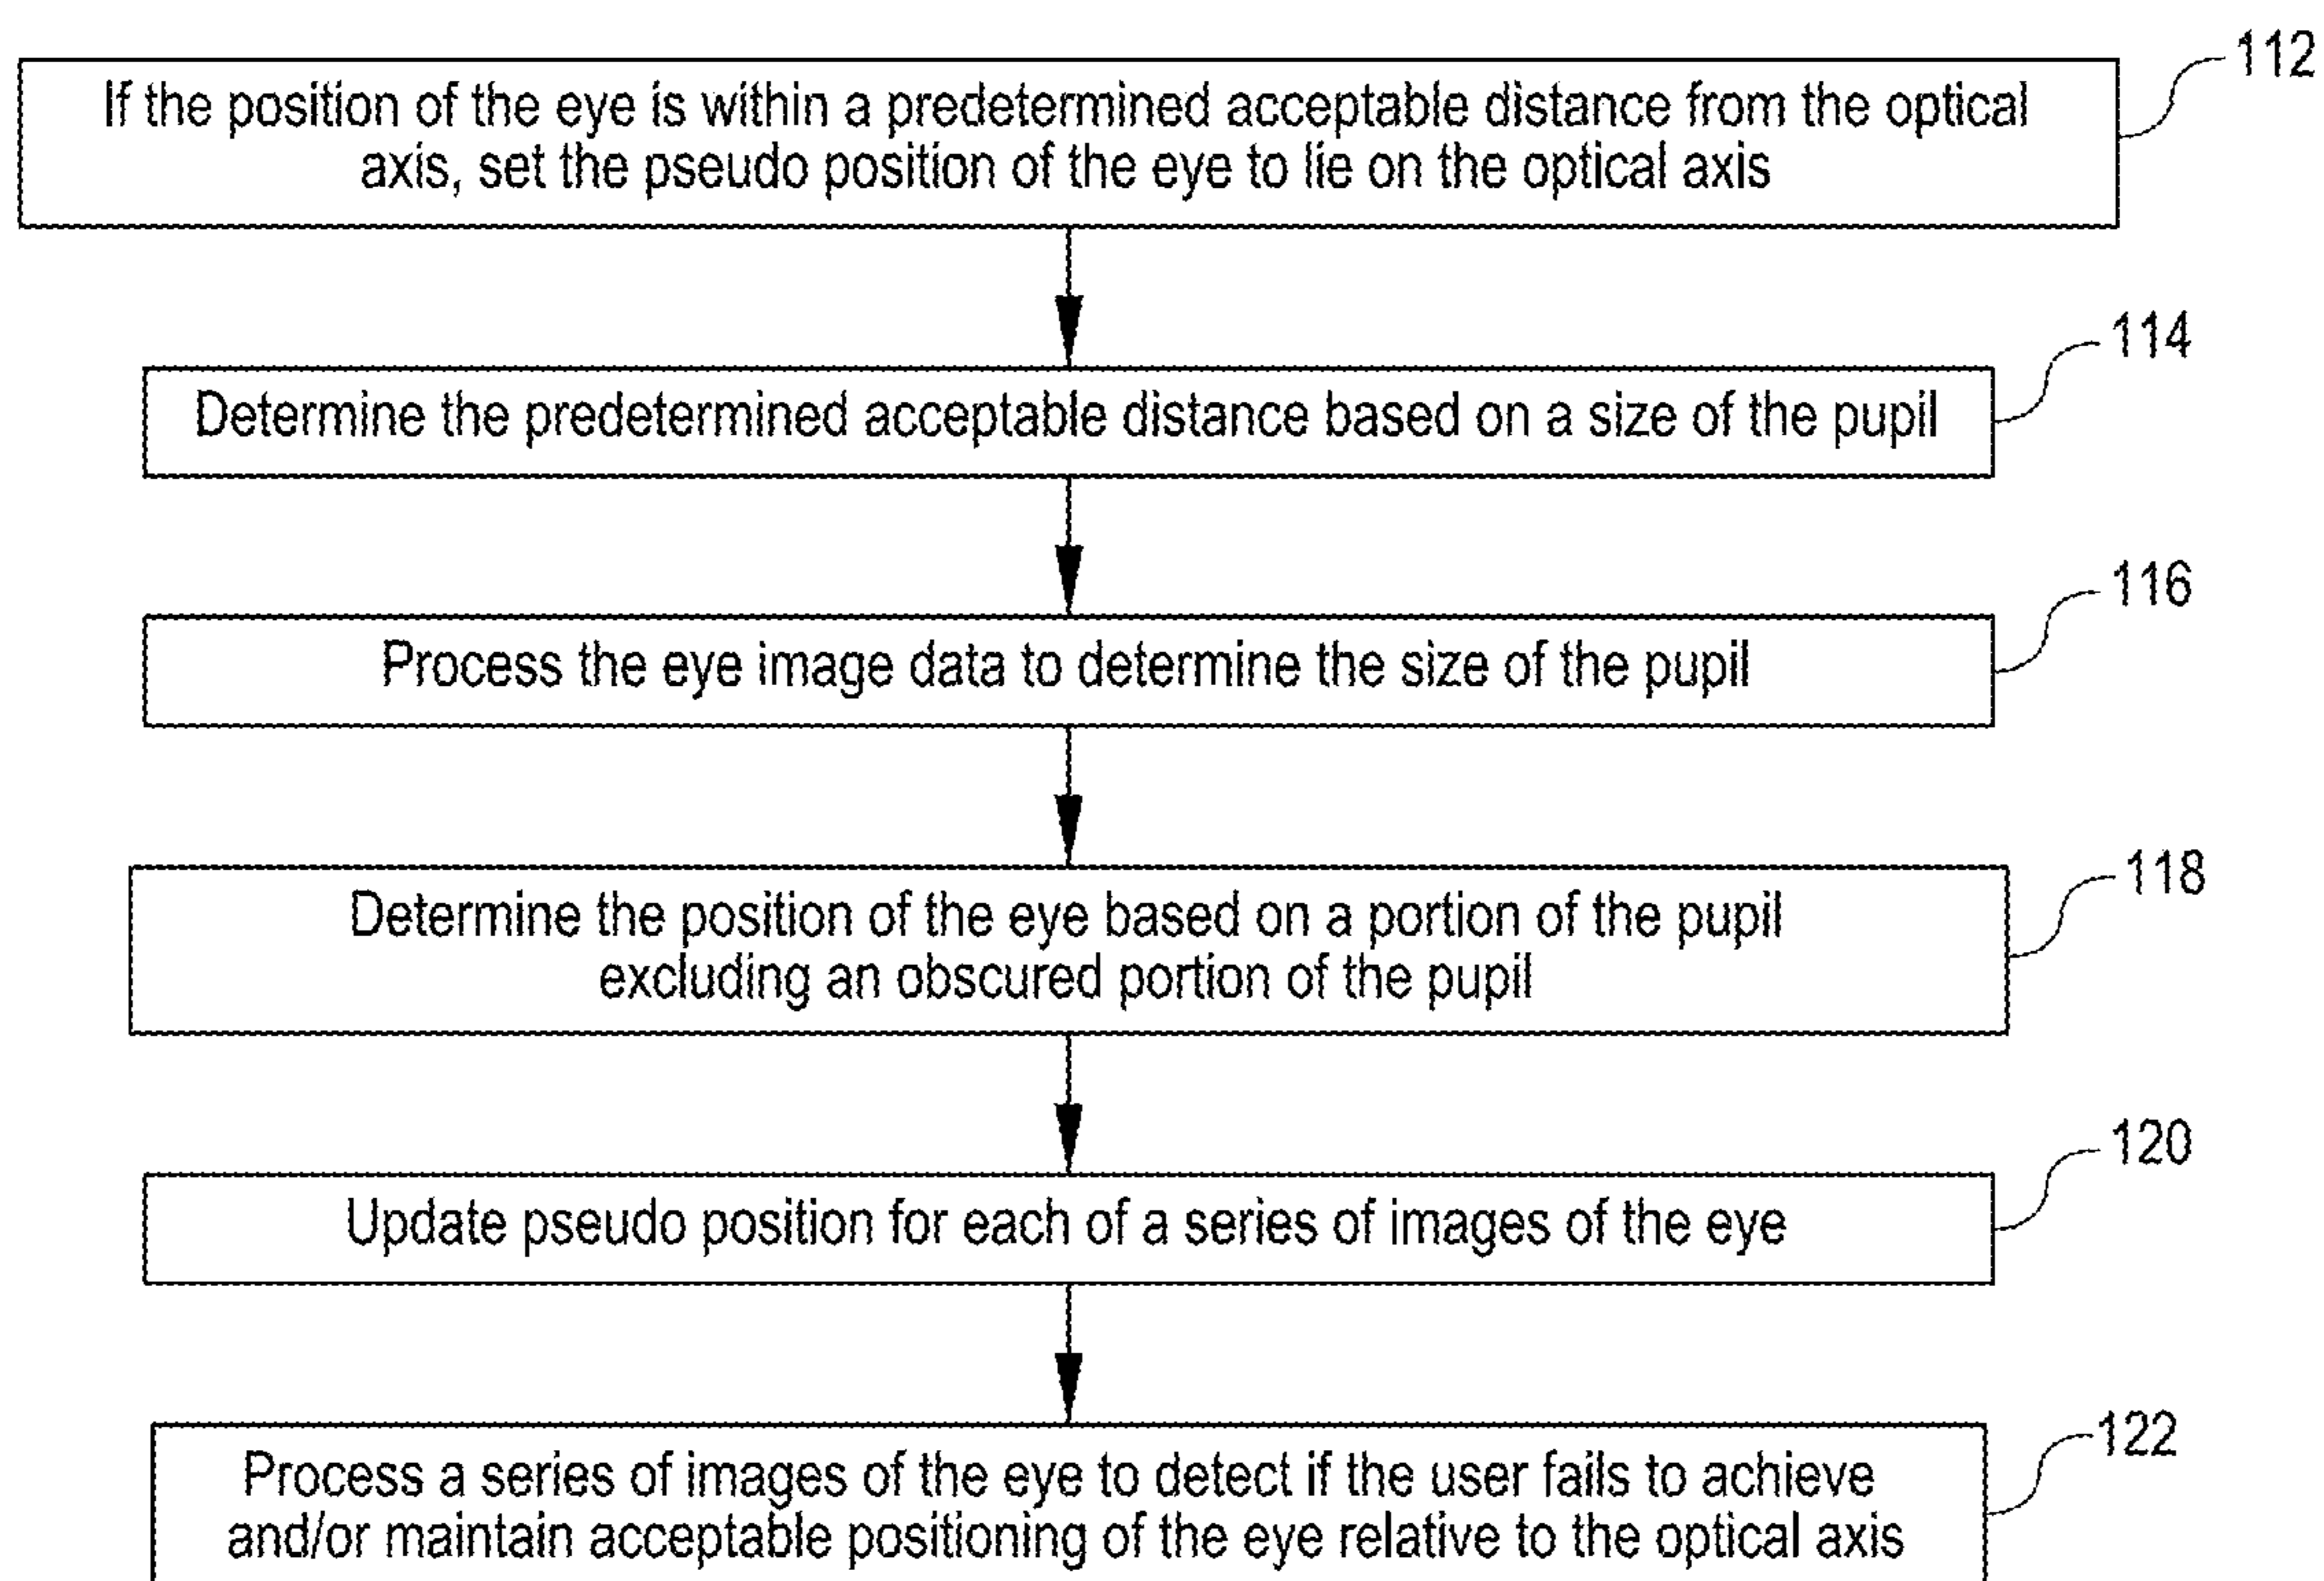 112
If the position of the eye is within a predetermined acceptable distance from the optical
axis, set the pseudo position of the eye to lie on the optical axis
114
Determine the predetermined acceptable distance based on a size of the pupil
116
Process the eye image data to determine the size of the pupil
118
Determine the position of the eye based on a portion of the pupil
excluding an obscured portion of the pupil
120
Update pseudo position for each of a series of images of the eye
122
Process a series of images of the eye to detect if the user fails to achieve
and/or maintain acceptable positioning of the eye relative to the optical axis